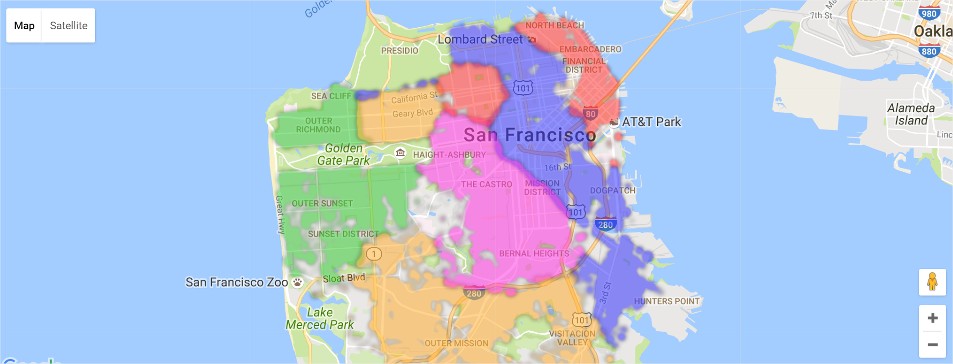 Map Satellite
Golden
7th St
980
Oakla
880
NORTH BEACH
Lombard Street
PRESIDIO
EMBARCADERO
FINANCIAL
DISTRICT
101
SEA CLIFF
California St
Geary Blvd
80
AT&T Park
Alameda
Island
OUTER
RICHMOND
San Francisco
Linc
Golden
Gate Park
HAIGHT-ASHBURY
16th St
THE CASTRO
MISSION
DISTRICT
DOGPATCH
Great Hwy
OUTER SUNSET
101
280
SUNSET DISTRICT
1
BERNAL HEIGHTS
San Francisco Zoo
Sloat Blvd
280
3rd St
HUNTERS POINT
Lake
Merced Park
101
VISITACION
VALLEY
OUTER MISSION
+
−
Google